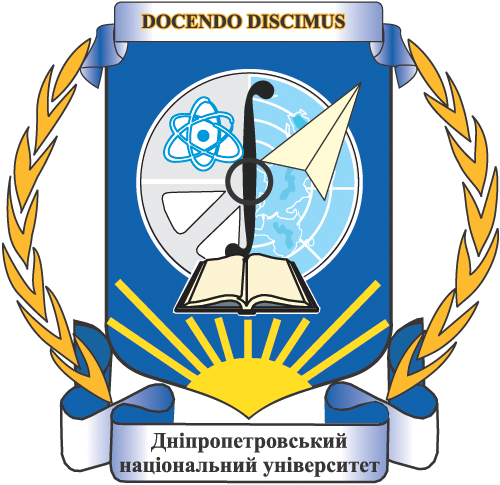 DOCENDO DISCIMUS
Дніпропетровський
національний університет